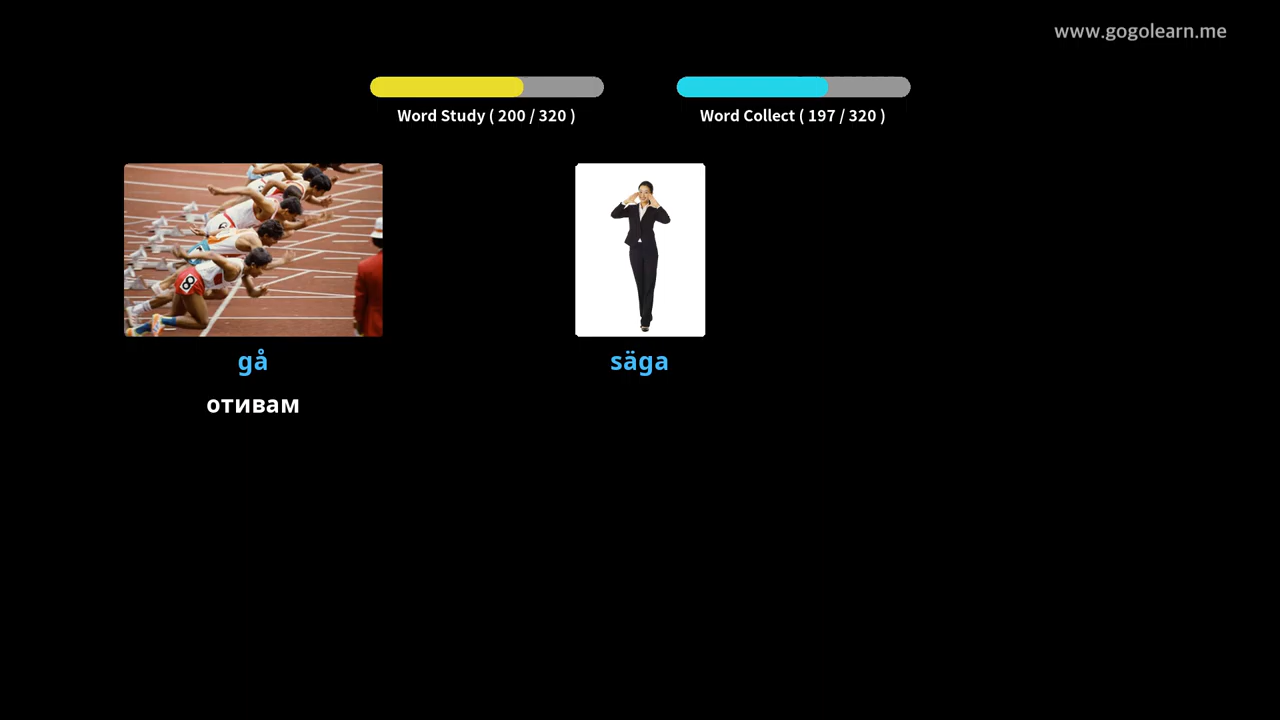 www.gogolearn.me
Word Study ( 200 / 320 )
Word Collect ( 197 / 320 )
gå
säga
отивам